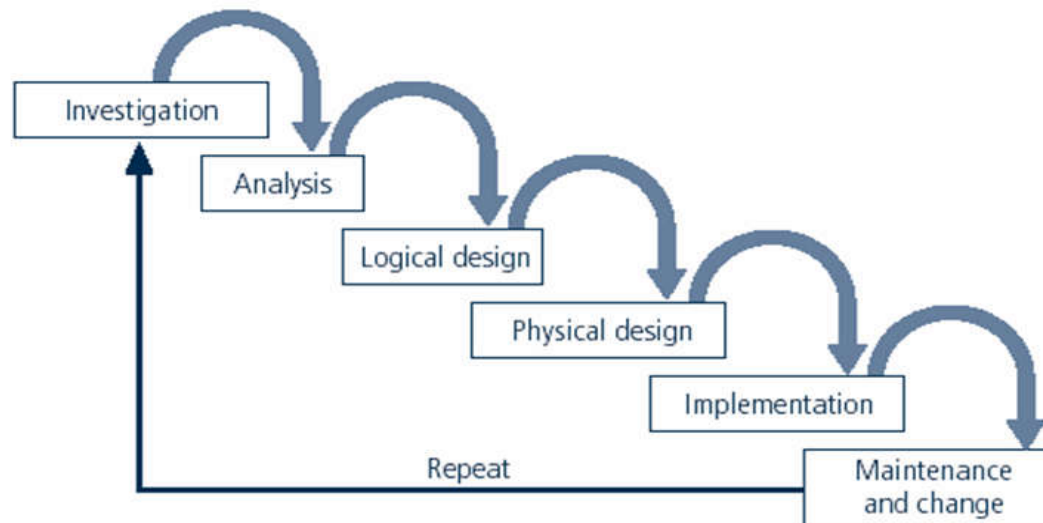 Investigation
Analysis
Logical design
Physical design
Implementation
Maintenance
and change
Repeat